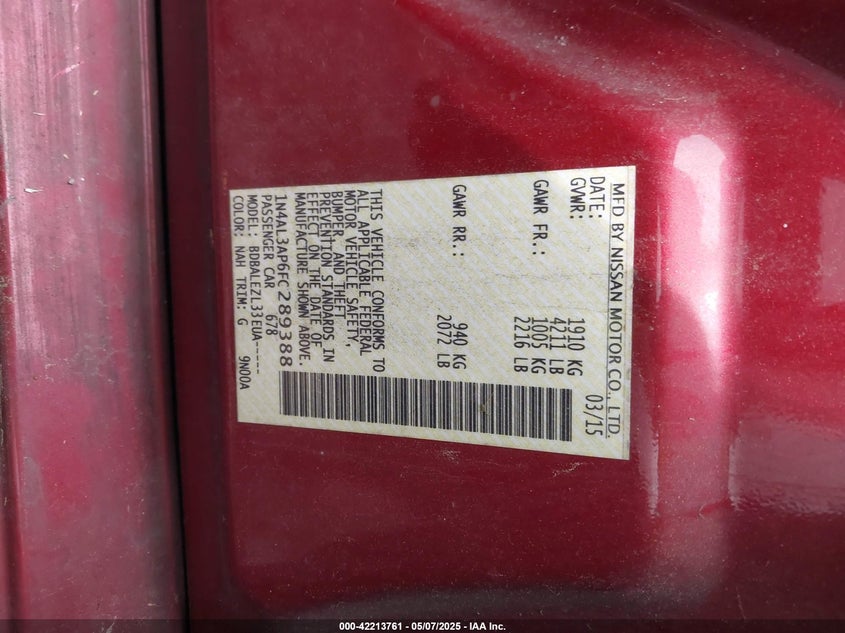 MFD BY NISSAN MOTOR CO., LTD.
DATE: 03/15
GVWR: 1910 KG
4211 LB
GAWR FR.: 1005 KG
2216 LB
GAWR RR.: 940 KG
2072 LB
THIS VEHICLE CONFORMS TO
ALL APPLICABLE FEDERAL
MOTOR VEHICLE SAFETY,
BUMPER, AND THEFT
PREVENTION STANDARDS IN
EFFECT ON THE DATE OF
MANUFACTURE SHOWN ABOVE.
1N4AL3AP6FC289388
PASSENGER CAR 678
MODEL: BDBALEZL33EUA-----
COLOR: NAH TRIM: G 9N00A
000-42213761 | 05/07/2025 - IAA Inc.